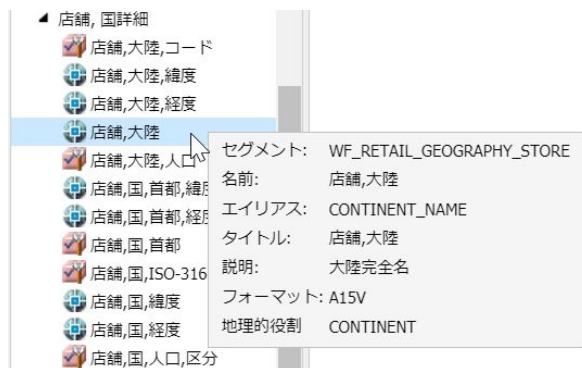 店舗, 国詳細
店舗,大陸,コード
店舗,大陸,緯度
店舗,大陸,経度
店舗,大陸
店舗,大陸,人口
店舗,国,首都,緯度
店舗,国,首都,経度
店舗,国,首都
店舗,国,ISO-316
店舗,国,緯度
店舗,国,経度
店舗,国,人口,区分
セグメント: WF_RETAIL_GEOGRAPHY_STORE
名前: 店舗,大陸
エイリアス: CONTINENT_NAME
タイトル: 店舗,大陸
説明: 大陸完全名
フォーマット: A15V
地理的役割 CONTINENT